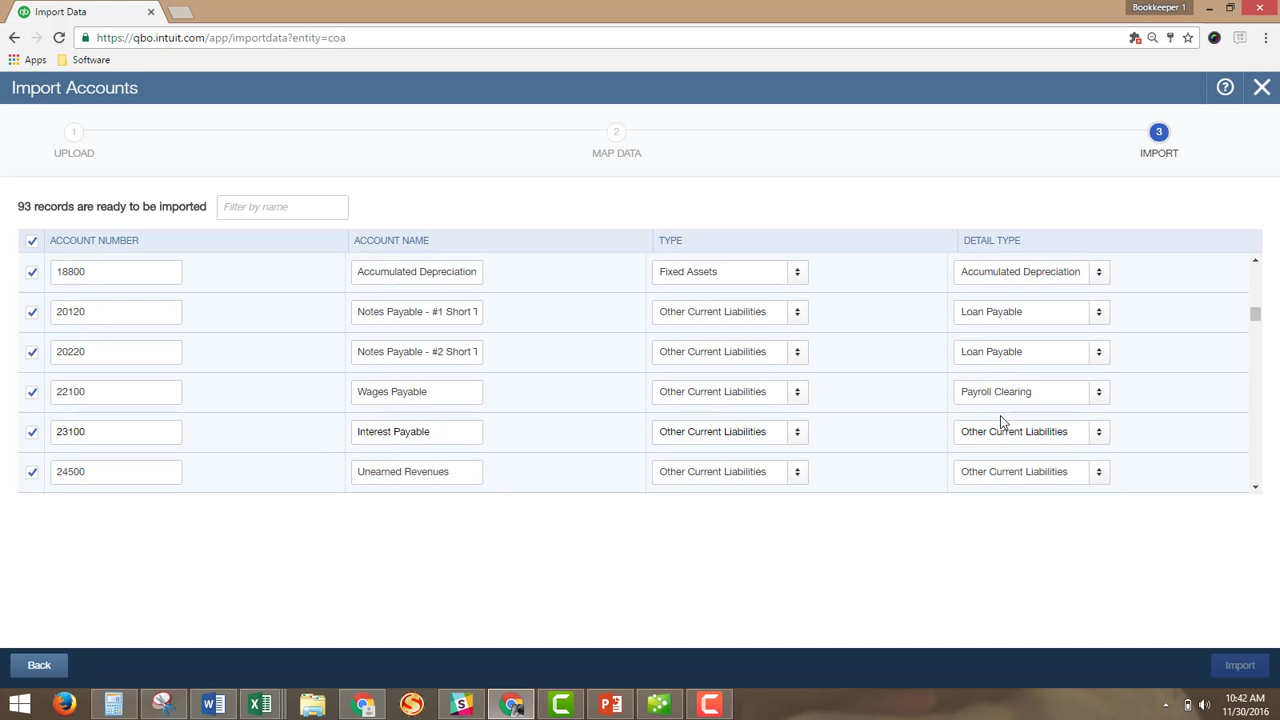 qb Import Data
Bookkeeper 1
https://qbo.intuit.com/app/importdata?entity=coa
Apps Software
Import Accounts
?
1 2 3
UPLOAD MAP DATA IMPORT
93 records are ready to be imported Filter by name
ACCOUNT NUMBER ACCOUNT NAME TYPE DETAIL TYPE
18800 Accumulated Depreciation Fixed Assets Accumulated Depreciation
20120 Notes Payable - #1 Short T Other Current Liabilities Loan Payable
20220 Notes Payable - #2 Short T Other Current Liabilities Loan Payable
22100 Wages Payable Other Current Liabilities Payroll Clearing
23100 Interest Payable Other Current Liabilities Other Current Liabilities
24500 Unearned Revenues Other Current Liabilities Other Current Liabilities
Back Import
10:42 AM
11/30/2016